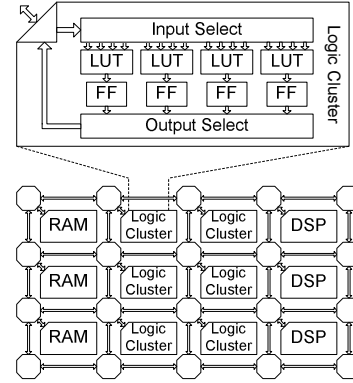 Input Select
LUT LUT LUT LUT
FF FF FF FF
Output Select
Logic Cluster
RAM Logic Cluster Logic Cluster DSP
RAM Logic Cluster Logic Cluster DSP
RAM Logic Cluster Logic Cluster DSP